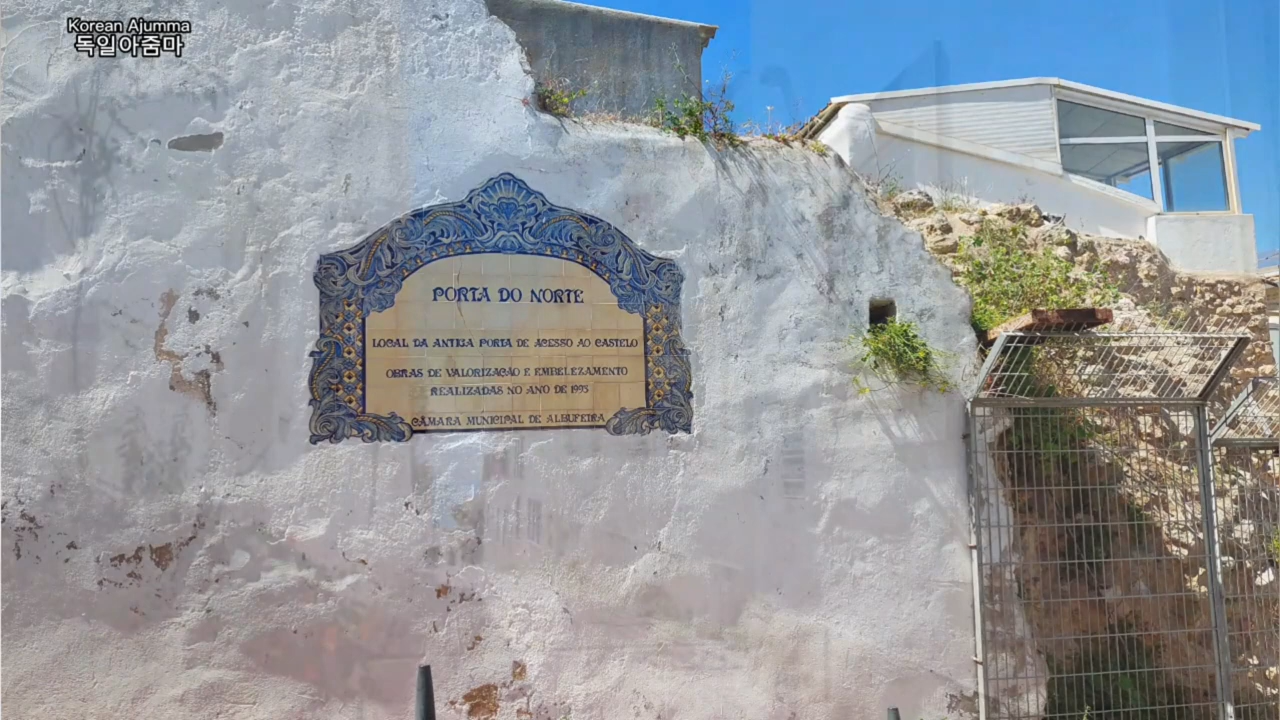 Korean Ajumma
독일아줌마
PORTA DO NORTE
LOCAL DA ANTIGA PORTA DE ACESSO AO CASTELO
OBRAS DE VALORIZAÇÃO E EMBELEZAMENTO
REALIZADAS NO ANO DE 1993
CÂMARA MUNICIPAL DE ALBUFEIRA